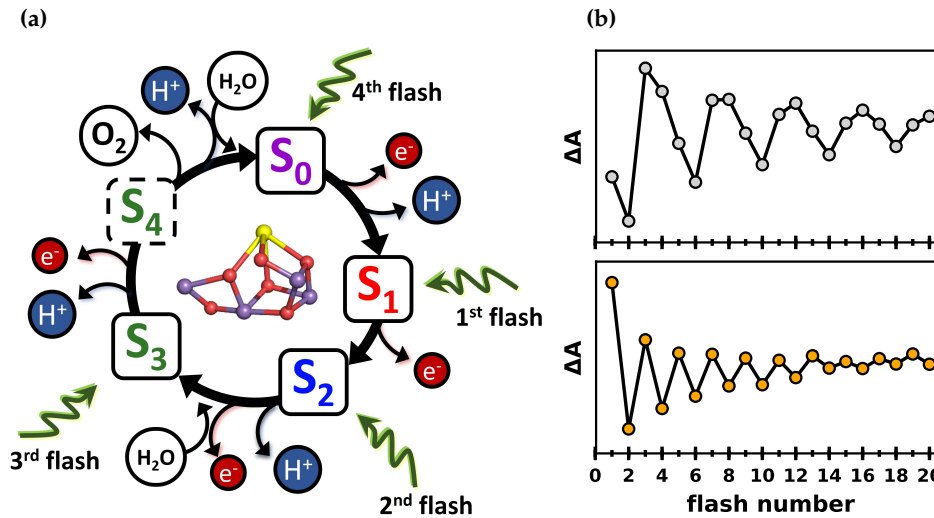 (a)
(b)
4th flash
H+
H2O
O2
S0
e-
H+
S4
e-
H+
S1
1st flash
S3
S2
e-
3rd flash
H2O
e-
H+
2nd flash
ΔA
ΔA
0 2 4 6 8 10 12 14 16 18 20
flash number